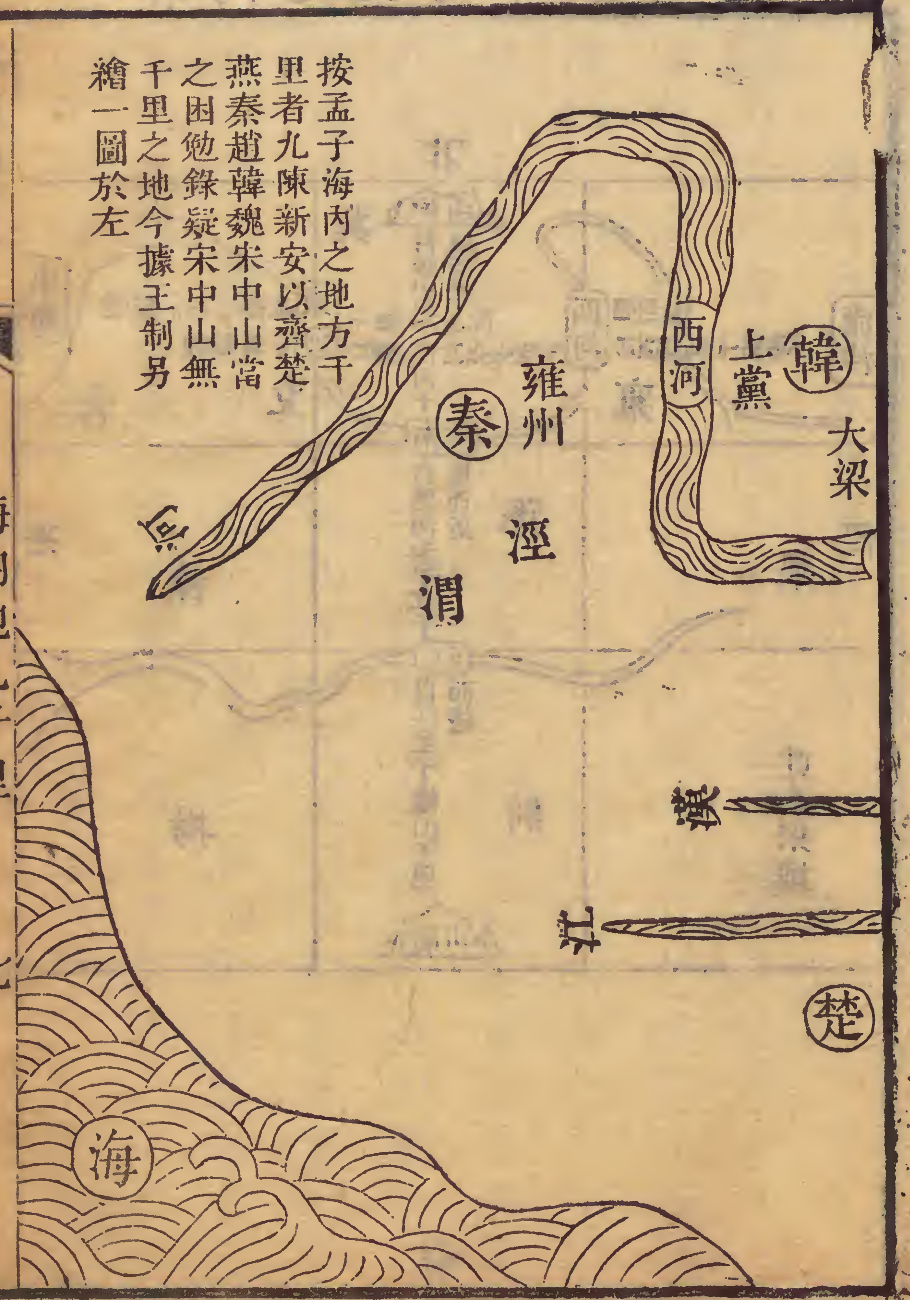 按孟子海內之地方千
里者九陳新安以齊楚
燕秦趙韓魏宋中山當
之困勉錄疑宋中山無
千里之地今據王制另
繪一圖於左
韓
上黨
大梁
西河
雍州
秦
涇
渭
河
漢
江
楚
海